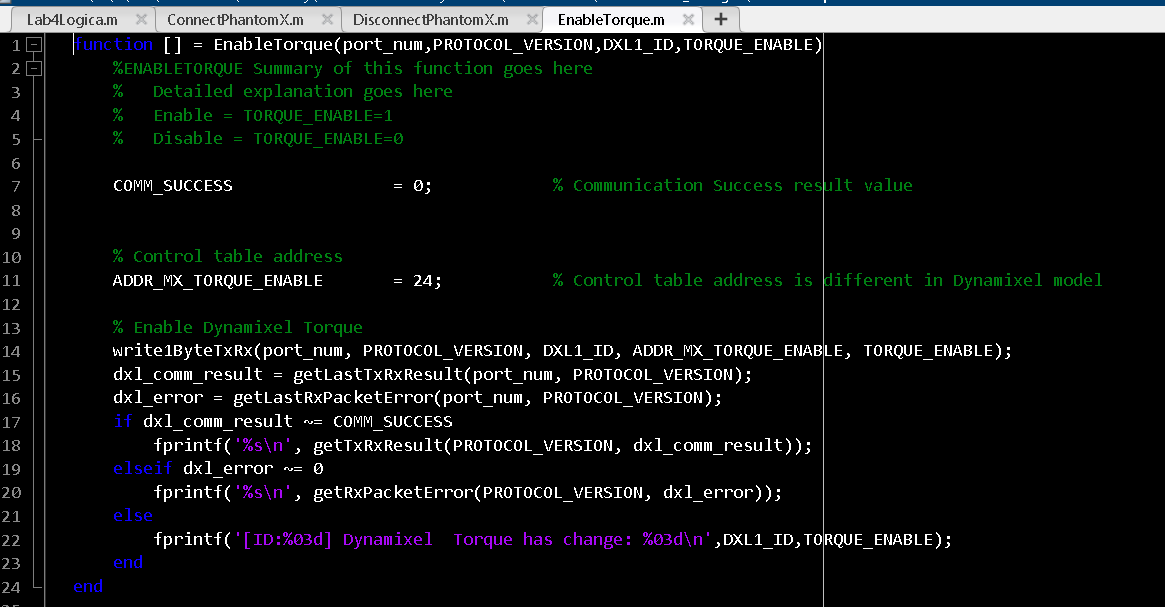 Lab4Logica.m ConnectPhantomX.m DisconnectPhantomX.m EnableTorque.m +
1 function [] = EnableTorque(port_num,PROTOCOL_VERSION,DXL1_ID,TORQUE_ENABLE)
2 %ENABLETORQUE Summary of this function goes here
3 % Detailed explanation goes here
4 % Enable = TORQUE_ENABLE=1
5 % Disable = TORQUE_ENABLE=0
6
7 COMM_SUCCESS = 0; % Communication Success result value
8
9
10 % Control table address
11 ADDR_MX_TORQUE_ENABLE = 24; % Control table address is different in Dynamixel model
12
13 % Enable Dynamixel Torque
14 write1ByteTxRx(port_num, PROTOCOL_VERSION, DXL1_ID, ADDR_MX_TORQUE_ENABLE, TORQUE_ENABLE);
15 dxl_comm_result = getLastTxRxResult(port_num, PROTOCOL_VERSION);
16 dxl_error = getLastRxPacketError(port_num, PROTOCOL_VERSION);
17 if dxl_comm_result ~= COMM_SUCCESS
18 fprintf('%s\n', getTxRxResult(PROTOCOL_VERSION, dxl_comm_result));
19 elseif dxl_error ~= 0
20 fprintf('%s\n', getRxPacketError(PROTOCOL_VERSION, dxl_error));
21 else
22 fprintf('[ID:%03d] Dynamixel  Torque has change: %03d\n',DXL1_ID,TORQUE_ENABLE);
23 end
24 end